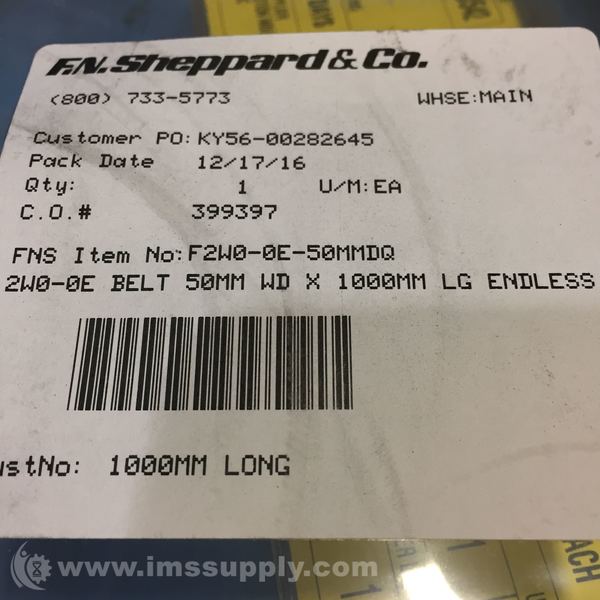 F.N. Sheppard & Co.
(800) 733-5773 WHSE:MAIN
Customer PO: KY56-00282645
Pack Date 12/17/16
Qty: 1 U/M:EA
C.O.# 399397
FNS Item No: F2W0-0E-50MMDQ
2W0-0E BELT 50MM WD X 1000MM LG ENDLESS
ustNo: 1000MM LONG
www.imssupply.com